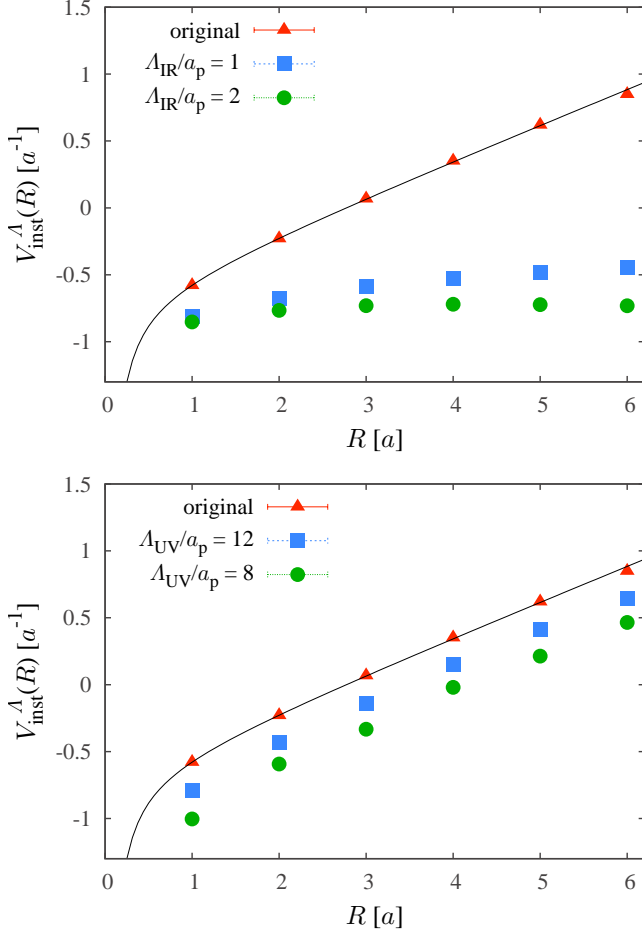 original
Λ_IR/a_p = 1
Λ_IR/a_p = 2
V_inst^Λ(R) [a^-1]
1.5
1
0.5
0
-0.5
-1
0 1 2 3 4 5 6
R [a]
original
Λ_UV/a_p = 12
Λ_UV/a_p = 8
V_inst^Λ(R) [a^-1]
1.5
1
0.5
0
-0.5
-1
0 1 2 3 4 5 6
R [a]